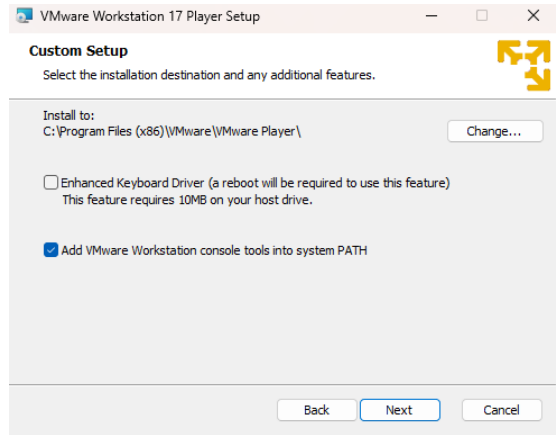 VMware Workstation 17 Player Setup
Custom Setup
Select the installation destination and any additional features.
Install to:
C:\Program Files (x86)\VMware\VMware Player\
Change...
Enhanced Keyboard Driver (a reboot will be required to use this feature)
This feature requires 10MB on your host drive.
Add VMware Workstation console tools into system PATH
Back
Next
Cancel